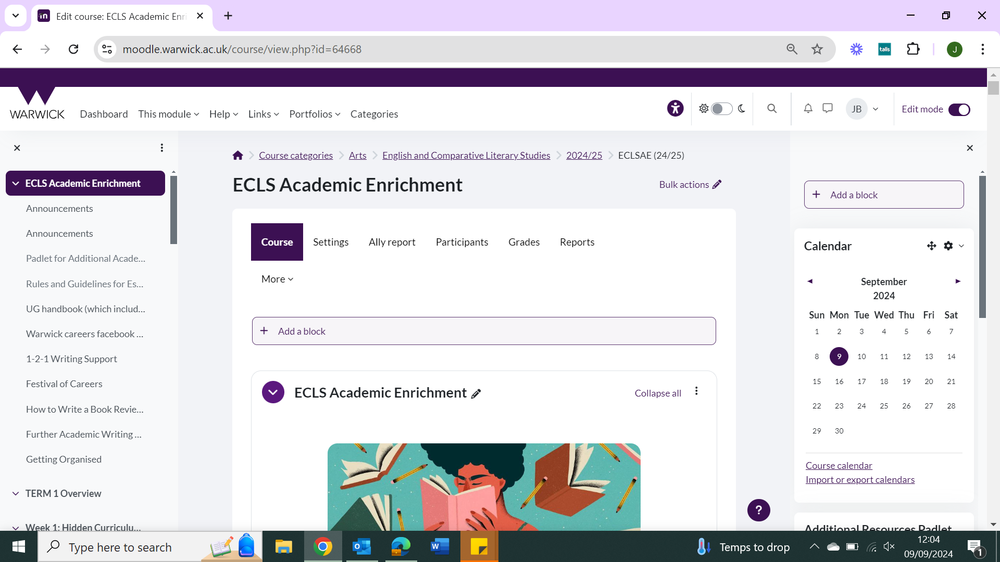 Edit course: ECLS Academic Enri
moodle.warwick.ac.uk/course/view.php?id=64668
talis
J
WARWICK
Dashboard
This module
Help
Links
Portfolios
Categories
JB
Edit mode
ECLS Academic Enrichment
Announcements
Announcements
Padlet for Additional Acade...
Rules and Guidelines for Es...
UG handbook (which includ...
Warwick careers facebook ...
1-2-1 Writing Support
Festival of Careers
How to Write a Book Revie...
Further Academic Writing ...
Getting Organised
TERM 1 Overview
Week 1: Hidden Curriculu...
Course categories
Arts
English and Comparative Literary Studies
2024/25
ECLSAE (24/25)
ECLS Academic Enrichment
Bulk actions
Course
Settings
Ally report
Participants
Grades
Reports
More
+ Add a block
ECLS Academic Enrichment
Collapse all
?
+ Add a block
Calendar
September
2024
Sun Mon Tue Wed Thu Fri Sat
1 2 3 4 5 6 7
8 9 10 11 12 13 14
15 16 17 18 19 20 21
22 23 24 25 26 27 28
29 30
Course calendar
Import or export calendars
Additional Resources Padlet
Type here to search
Temps to drop
12:04
09/09/2024
1